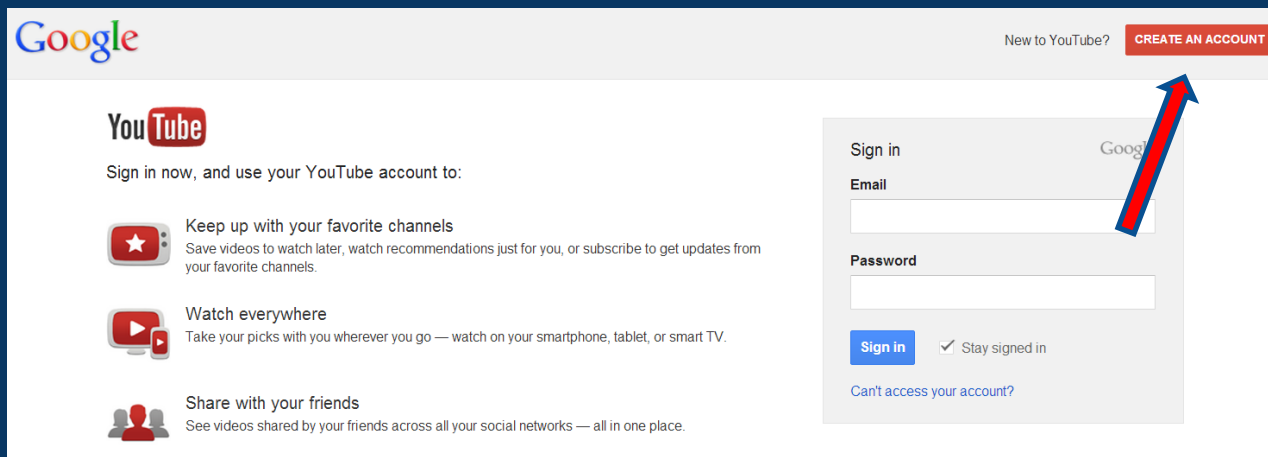 Google
New to YouTube? CREATE AN ACCOUNT
YouTube
Sign in now, and use your YouTube account to:
Keep up with your favorite channels
Save videos to watch later, watch recommendations just for you, or subscribe to get updates from
your favorite channels.
Watch everywhere
Take your picks with you wherever you go — watch on your smartphone, tablet, or smart TV.
Share with your friends
See videos shared by your friends across all your social networks — all in one place.
Sign in
Email
Password
Sign in Stay signed in
Can't access your account?